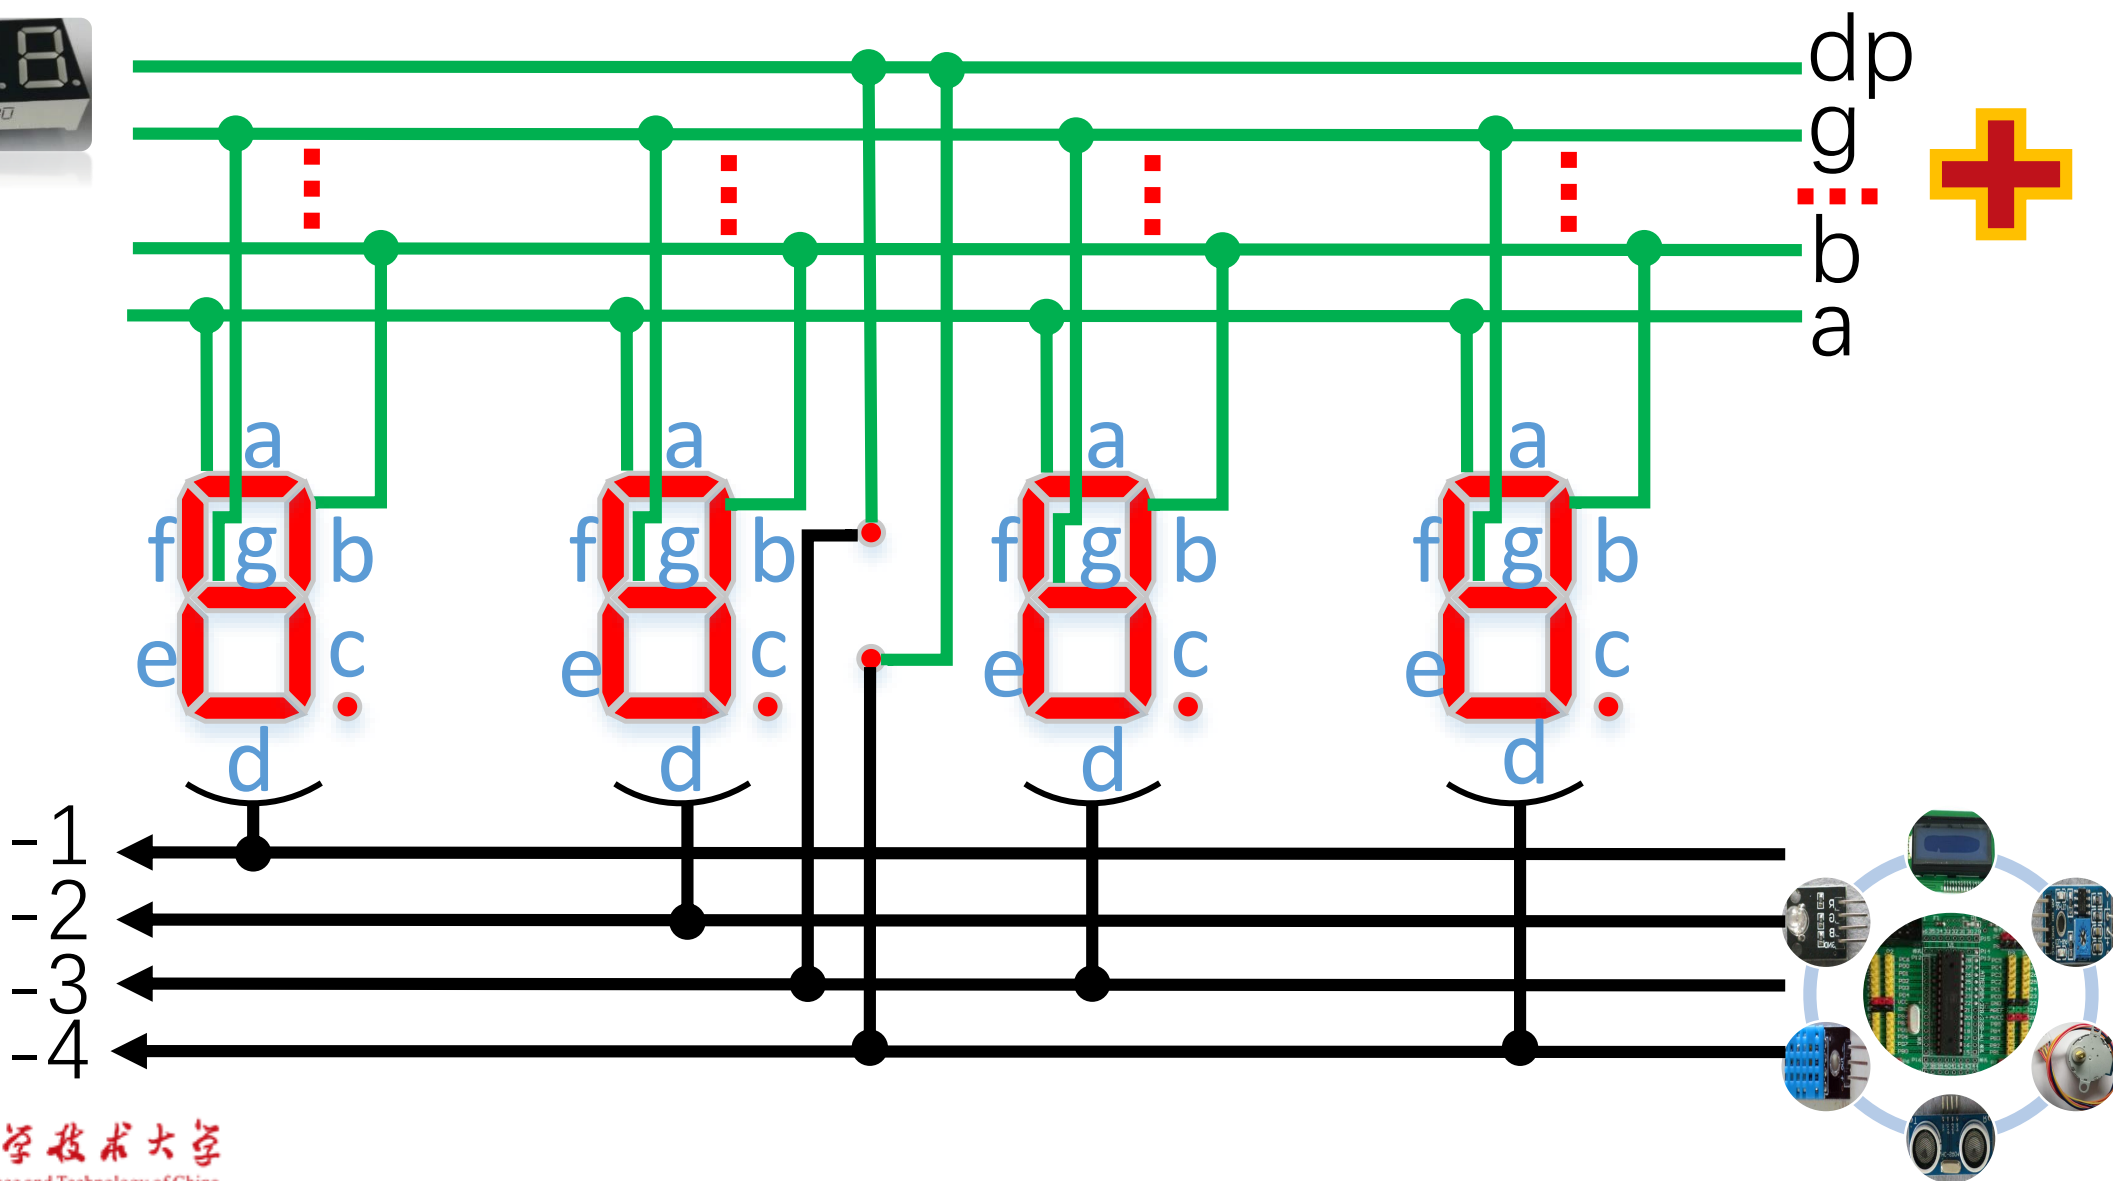 dp
g
b
a
a a a a
f g b f g b f g b f g b
e c e c e c e c
d d d d
-1
-2
-3
-4
学技术大学